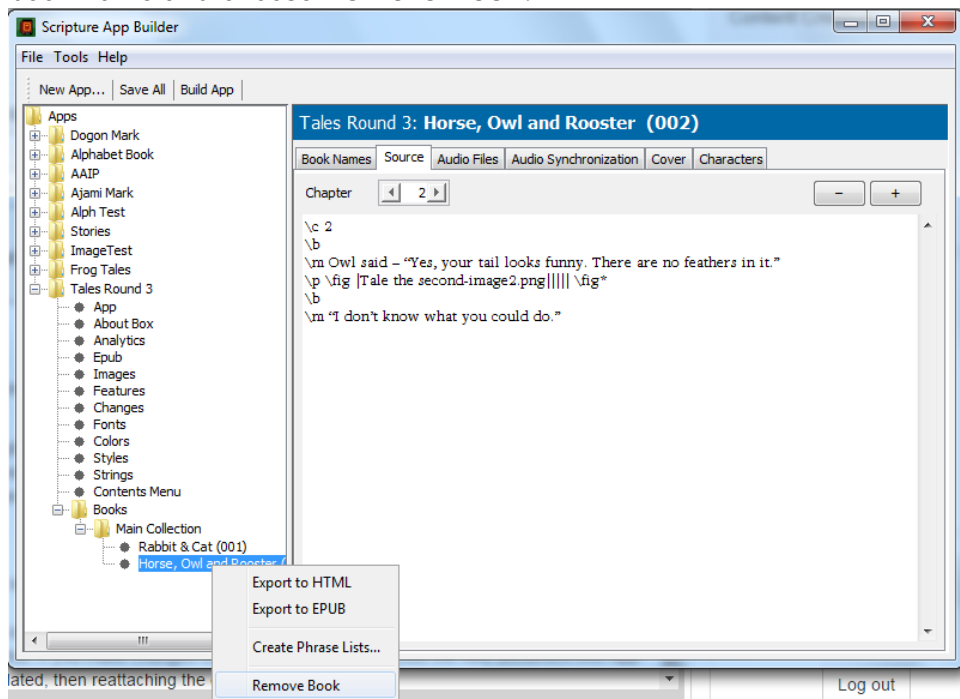 Scripture App Builder
File Tools Help
New App... Save All Build App
Apps
Dogon Mark
Alphabet Book
AAIP
Ajami Mark
Alph Test
Stories
ImageTest
Frog Tales
Tales Round 3
App
About Box
Analytics
Epub
Images
Features
Changes
Fonts
Colors
Styles
Strings
Contents Menu
Books
Main Collection
Rabbit & Cat (001)
Horse, Owl and Rooster (
Tales Round 3: Horse, Owl and Rooster (002)
Book Names Source Audio Files Audio Synchronization Cover Characters
Chapter 2 - +
\c 2
\b
\m Owl said – “Yes, your tail looks funny. There are no feathers in it.”
\p \fig |Tale the second-image2.png||||| \fig*
\b
\m “I don’t know what you could do.”
Export to HTML
Export to EPUB
Create Phrase Lists...
Remove Book
lated, then reattaching the
Log out